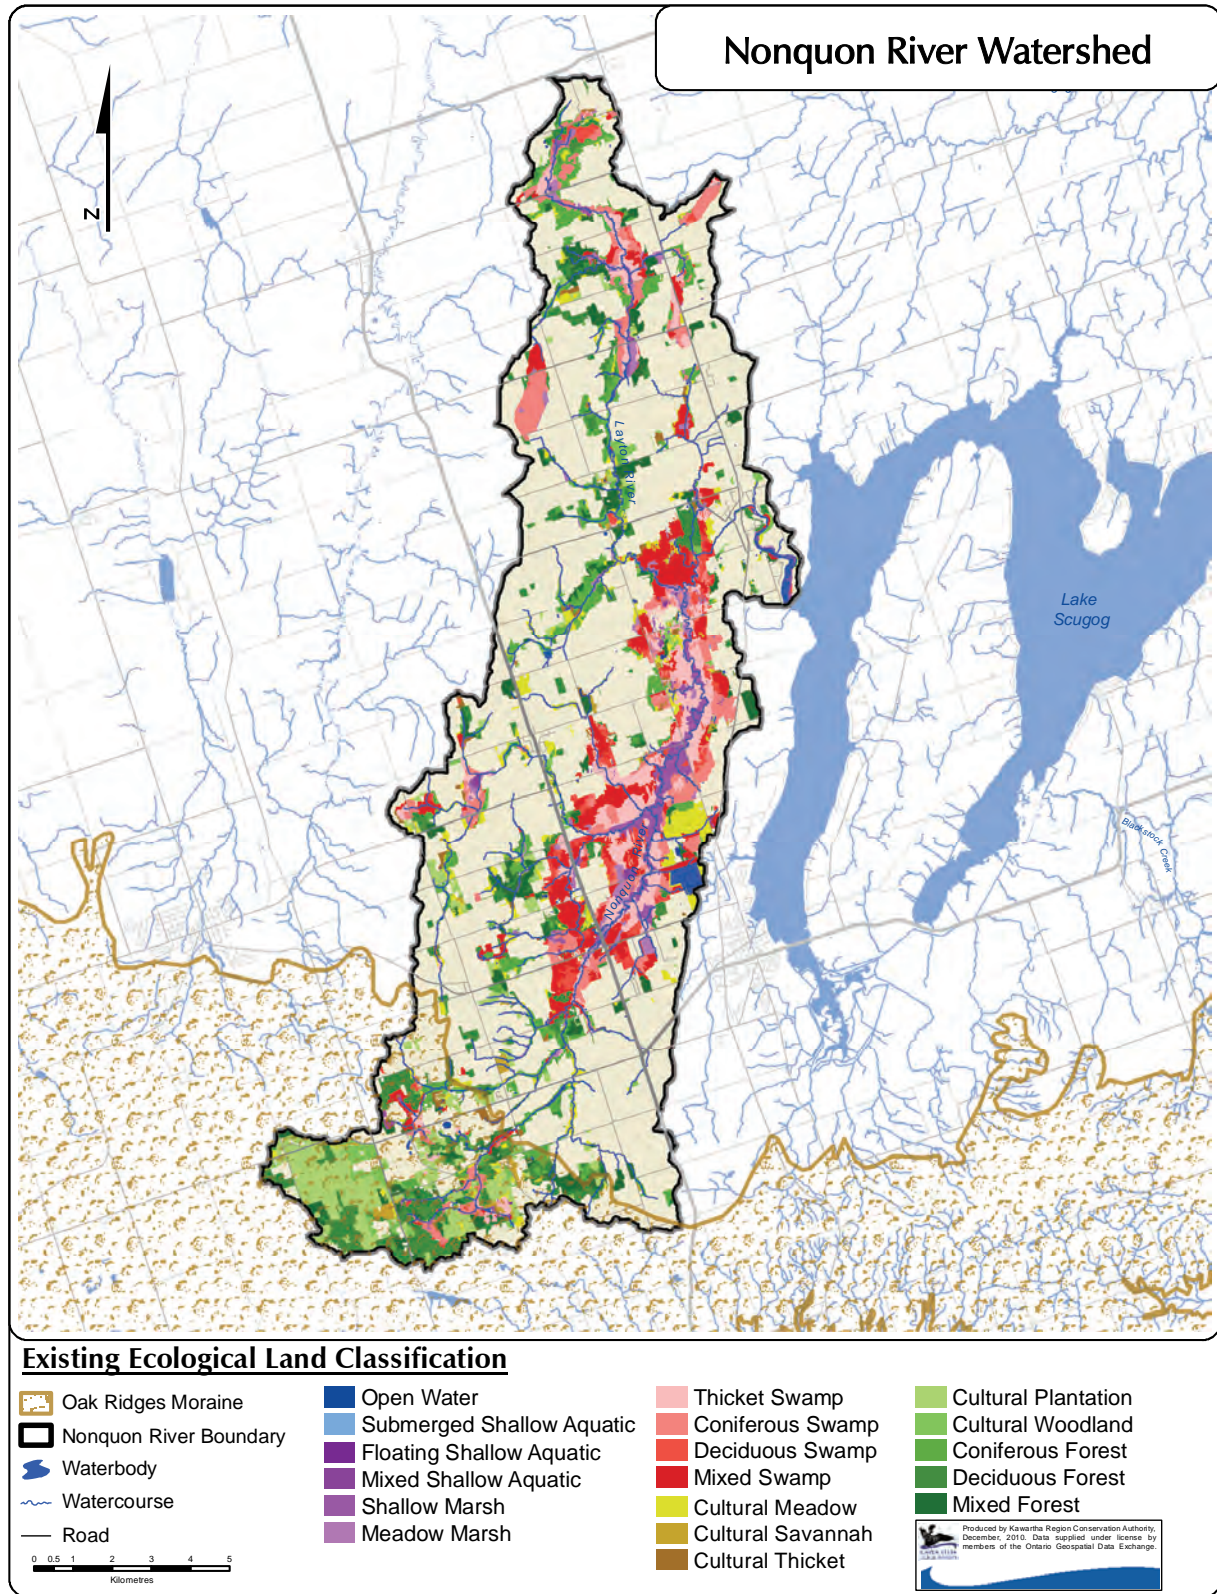 Nonquon River Watershed
N
Layton River
Lake
Scugog
Blackstock Creek
Nonquon River
Existing Ecological Land Classification
Oak Ridges Moraine
Nonquon River Boundary
Waterbody
Watercourse
Road
0 0.5 1 2 3 4 5
Kilometres
Open Water
Submerged Shallow Aquatic
Floating Shallow Aquatic
Mixed Shallow Aquatic
Shallow Marsh
Meadow Marsh
Thicket Swamp
Coniferous Swamp
Deciduous Swamp
Mixed Swamp
Cultural Meadow
Cultural Savannah
Cultural Thicket
Cultural Plantation
Cultural Woodland
Coniferous Forest
Deciduous Forest
Mixed Forest
Produced by Kawartha Region Conservation Authority,
December, 2010. Data supplied under license by
members of the Ontario Geospatial Data Exchange.